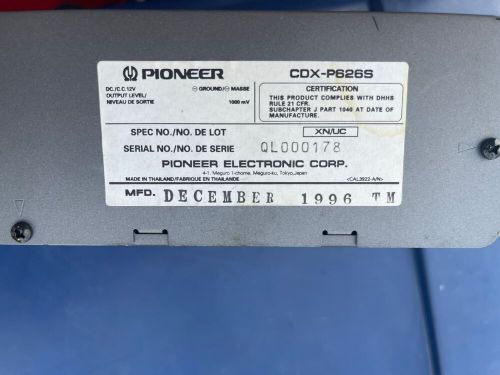 PIONEER CDX-P626S
DC./C.C.12V ⊖ GROUND/⊖ MASSE
OUTPUT LEVEL/
NIVEAU DE SORTIE 1000 mV
CERTIFICATION
THIS PRODUCT COMPLIES WITH DHHS
RULE 21 CFR.
SUBCHAPTER J PART 1040 AT DATE OF
MANUFACTURE.
SPEC NO./NO. DE LOT XN/UC
SERIAL NO./NO. DE SERIE QL000178
PIONEER ELECTRONIC CORP.
4-1, Meguro 1-chome, Meguro-ku, Tokyo,Japan
MADE IN THAILAND/FABRIQUE EN THAILANDE <CAL3922-A/N>
MFD. DECEMBER 1996 TM